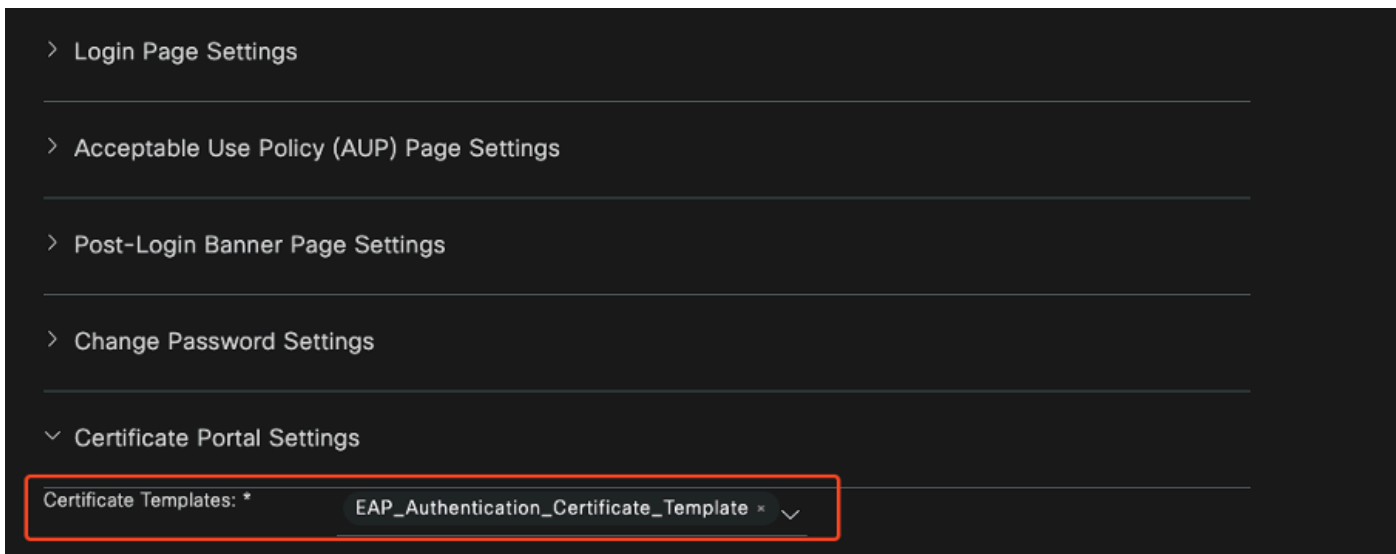 Login Page Settings
Acceptable Use Policy (AUP) Page Settings
Post-Login Banner Page Settings
Change Password Settings
Certificate Portal Settings
Certificate Templates: * EAP_Authentication_Certificate_Template ×